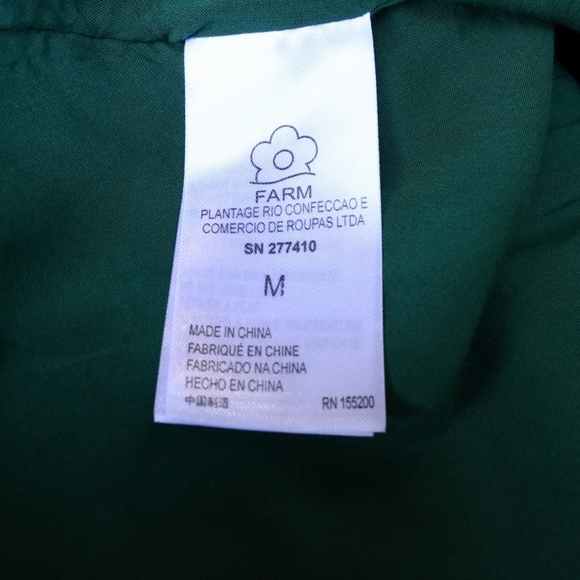 FARM
PLANTAGE RIO CONFECCAO E
COMERCIO DE ROUPAS LTDA
SN 277410
M
MADE IN CHINA
FABRIQUÉ EN CHINE
FABRICADO NA CHINA
HECHO EN CHINA
中国制造
RN 155200